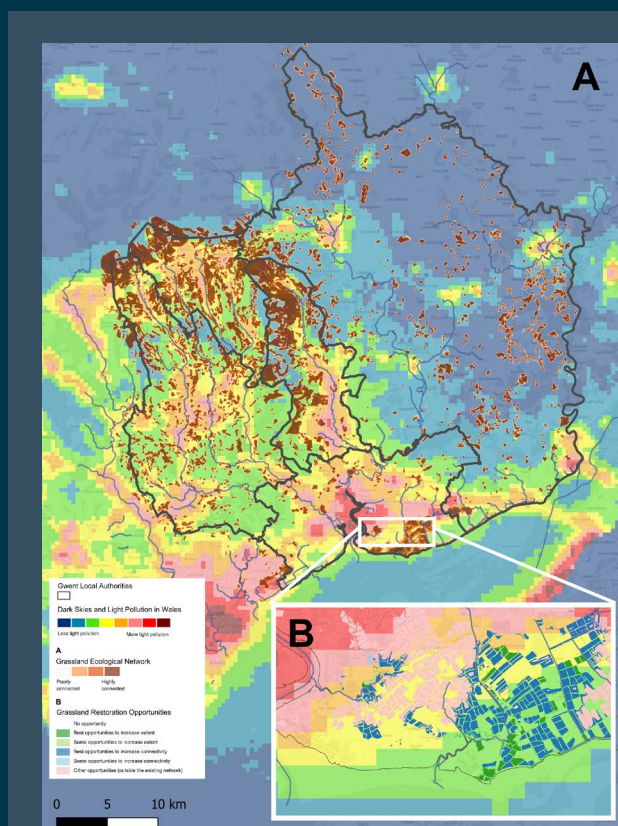 A
B
Gwent Local Authorities
Dark Skies and Light Pollution in Wales
Less light pollution
More light pollution
A
Grassland Ecological Network
Poorly connected
Highly connected
B
Grassland Restoration Opportunities
No opportunity
Best opportunities to increase extent
Some opportunities to increase extent
Best opportunities to increase connectivity
Some opportunities to increase connectivity
Other opportunities (outside the existing network)
0 5 10 km